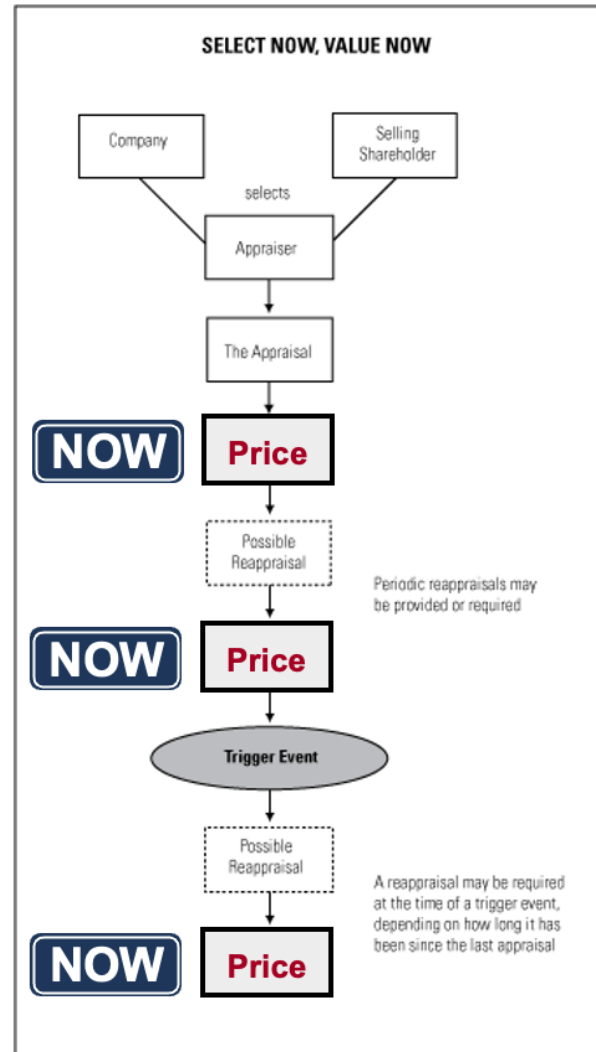 SELECT NOW, VALUE NOW
Company
Selling
Shareholder
selects
Appraiser
The Appraisal
NOW
Price
Possible
Reappraisal
Periodic reappraisals may
be provided or required
NOW
Price
Trigger Event
Possible
Reappraisal
A reappraisal may be required
at the time of a trigger event,
depending on how long it has
been since the last appraisal
NOW
Price